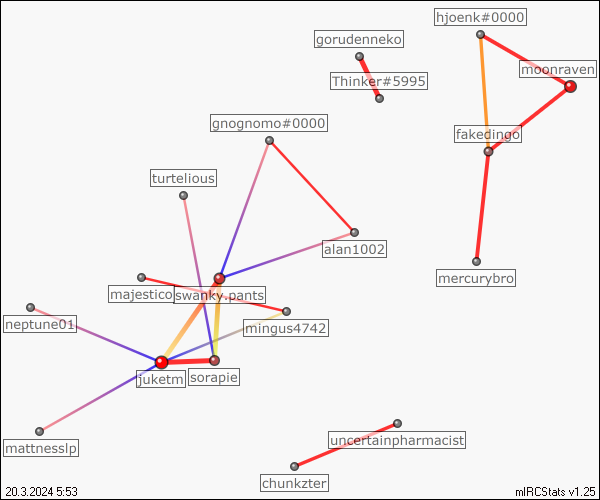 hjoenk#0000
gorudenneko
moonraven
Thinker#5995
gnognomo#0000
fakedingo
turtelious
alan1002
mercurybro
majestico
swanky.pants
neptune01
mingus4742
juketm
sorapie
mattnesslp
uncertainpharmacist
chunkzter
20.3.2024 5:53
mIRCStats v1.25